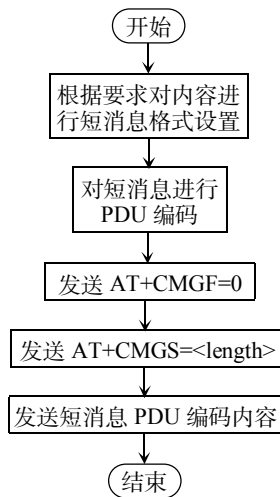 开始
根据要求对内容进
行短消息格式设置
对短消息进行
PDU 编码
发送 AT+CMGF=0
发送 AT+CMGS=<length>
发送短消息 PDU 编码内容
结束